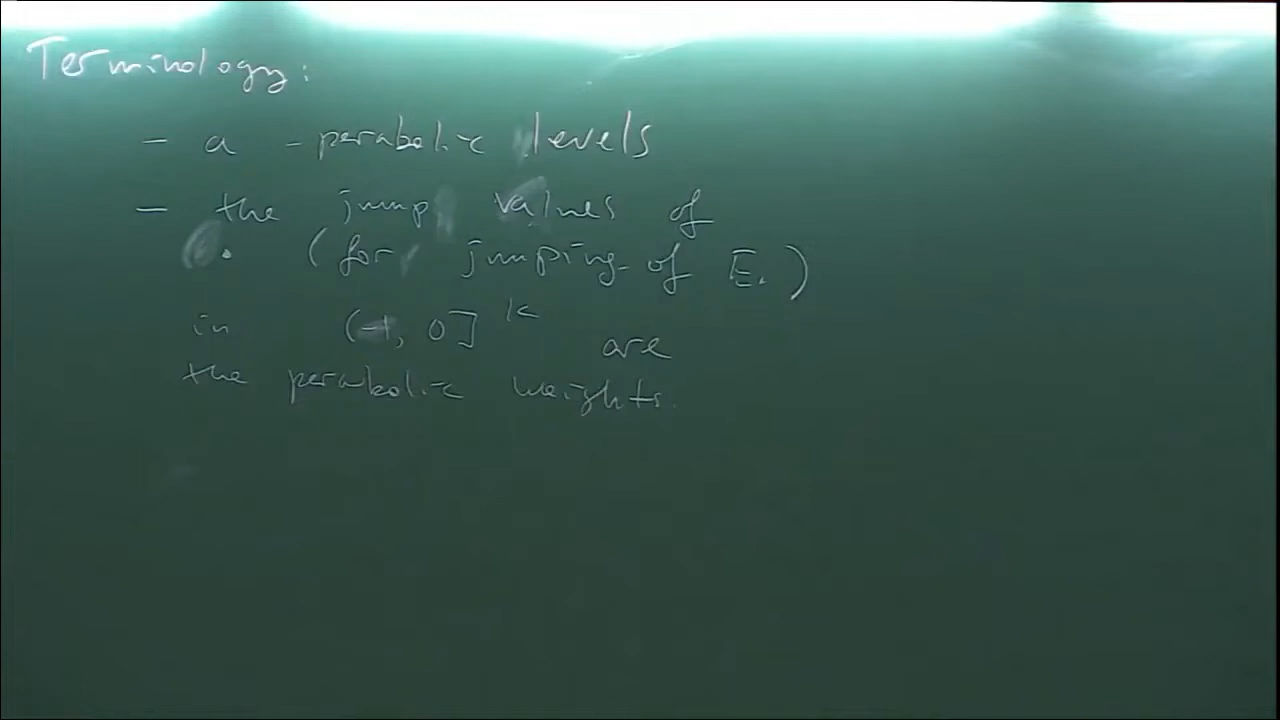 Terminology:
- a - parabolic levels
- the jump values of
• (for jumping of E.)
in (-1, 0]^k are
the parabolic weights.